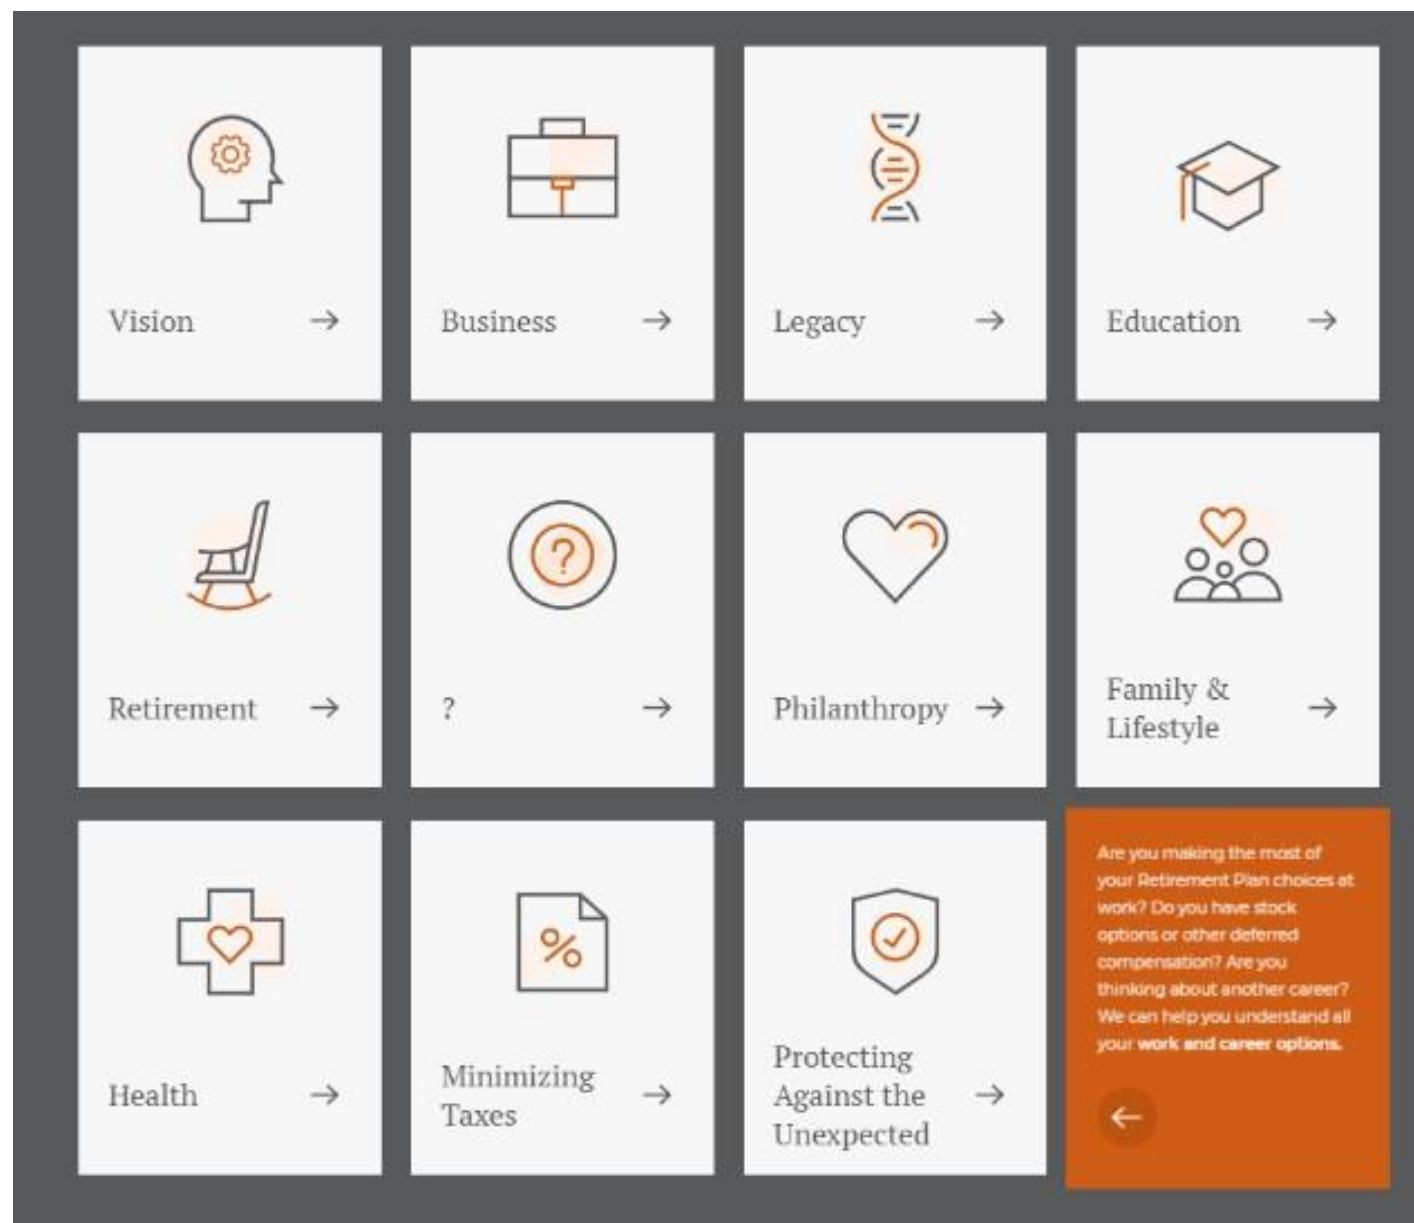 Vision
Business
Legacy
Education
Retirement
?
?
Philanthropy
Family &
Lifestyle
Health
%
Minimizing
Taxes
Protecting
Against the
Unexpected
Are you making the most of
your Retirement Plan choices at
work? Do you have stock
options or other deferred
compensation? Are you
thinking about another career?
We can help you understand all
your work and career options.